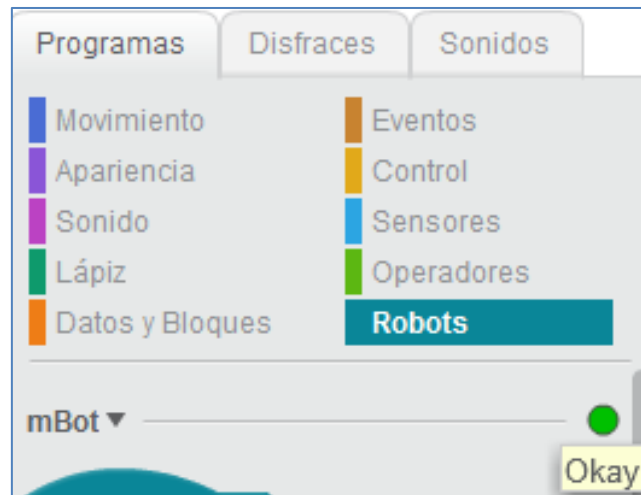 Programas Disfraces Sonidos
Movimiento Eventos
Apariencia Control
Sonido Sensores
Lápiz Operadores
Datos y Bloques Robots
mBot
Okay